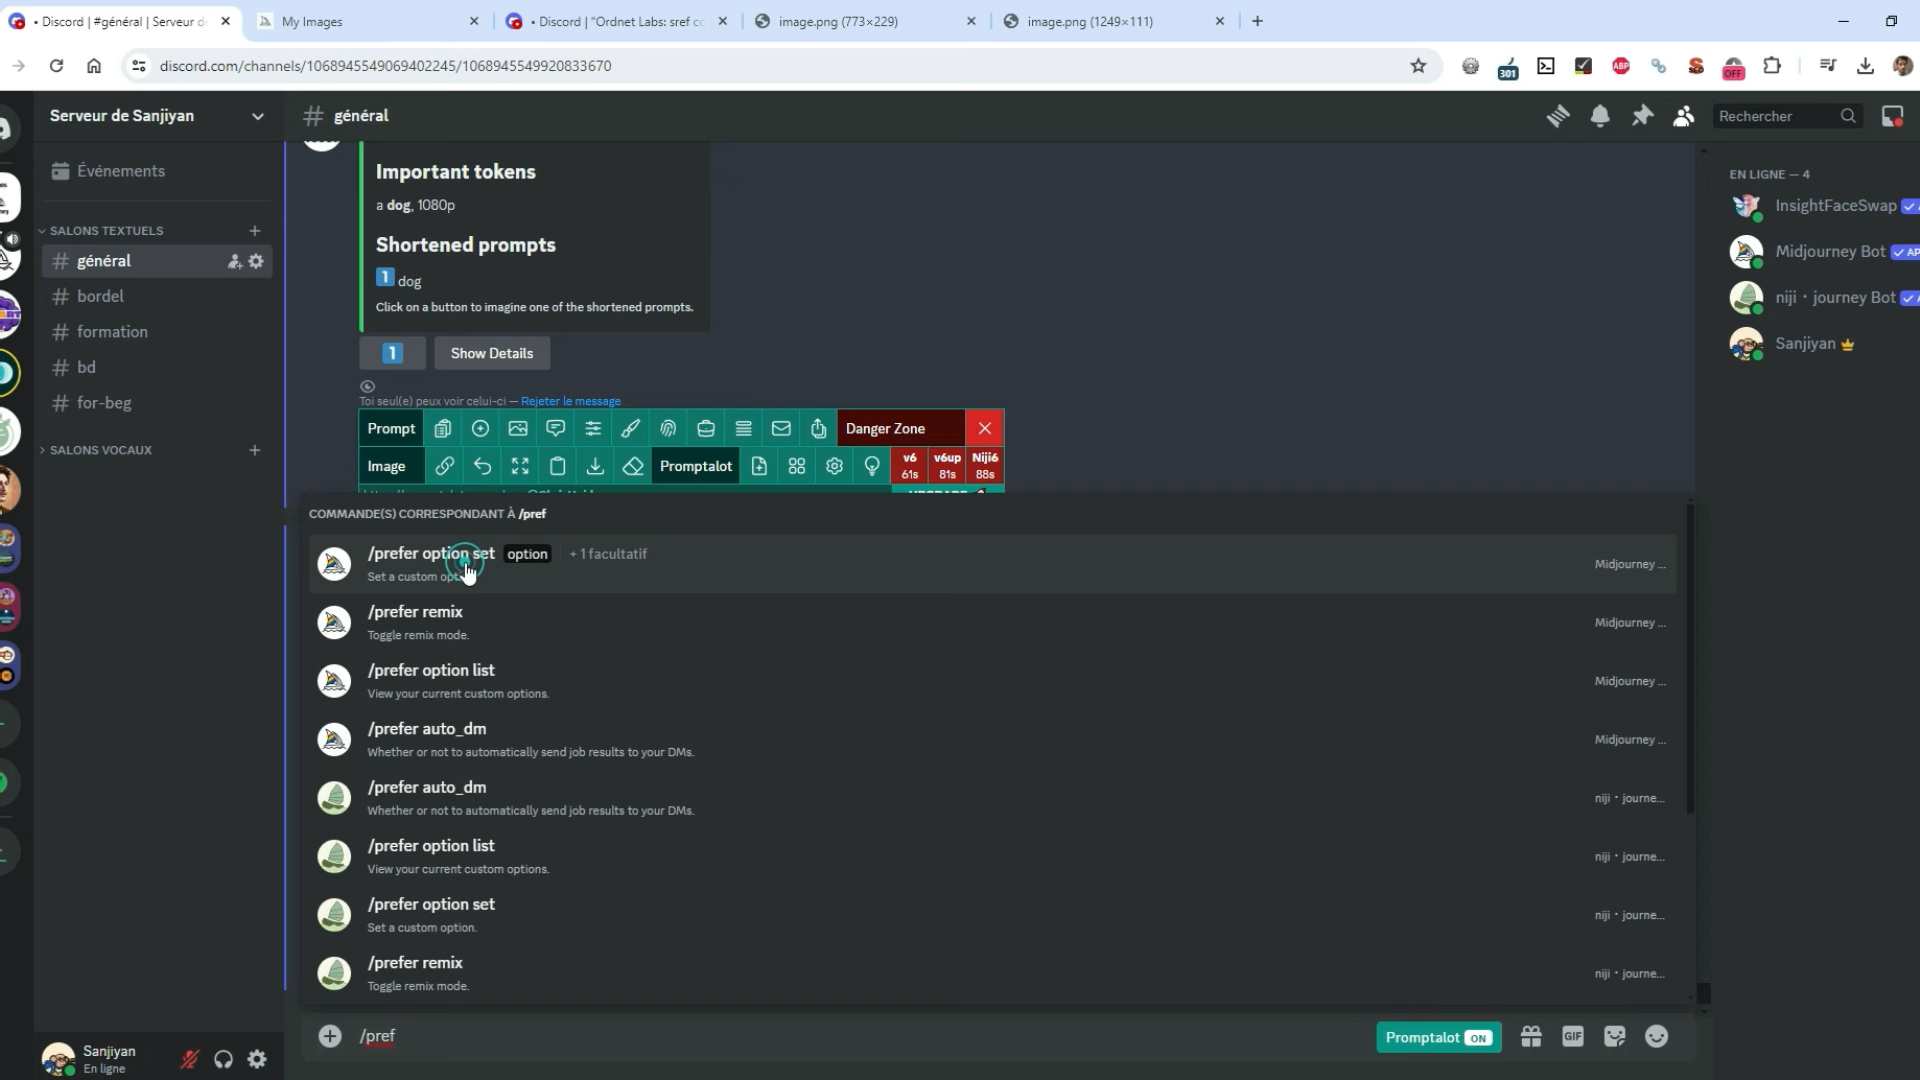 • Discord | #général | Serveur d
My Images
• Discord | "Ordnet Labs: sref co
image.png (773×229)
image.png (1249×111)
discord.com/channels/1068945549069402245/1068945549920833670
301
ABP
OFF
Serveur de Sanjiyan
général
Rechercher
Événements
SALONS TEXTUELS
général
bordel
formation
bd
for-beg
SALONS VOCAUX
Important tokens
a dog, 1080p
Shortened prompts
1 dog
Click on a button to imagine one of the shortened prompts.
1
Show Details
Toi seul(e) peux voir celui-ci — Rejeter le message
Prompt
Danger Zone
Image
Promptalot
v6
61s
v6up
81s
Niji6
88s
COMMANDE(S) CORRESPONDANT À /pref
/prefer option set option + 1 facultatif
Set a custom opt
Midjourney ...
/prefer remix
Toggle remix mode.
Midjourney ...
/prefer option list
View your current custom options.
Midjourney ...
/prefer auto_dm
Whether or not to automatically send job results to your DMs.
Midjourney ...
/prefer auto_dm
Whether or not to automatically send job results to your DMs.
niji・journe...
/prefer option list
View your current custom options.
niji・journe...
/prefer option set
Set a custom option.
niji・journe...
/prefer remix
Toggle remix mode.
niji・journe...
/pref
Promptalot ON
GIF
EN LIGNE — 4
InsightFaceSwap
Midjourney Bot AP
niji・journey Bot
Sanjiyan
Sanjiyan
En ligne